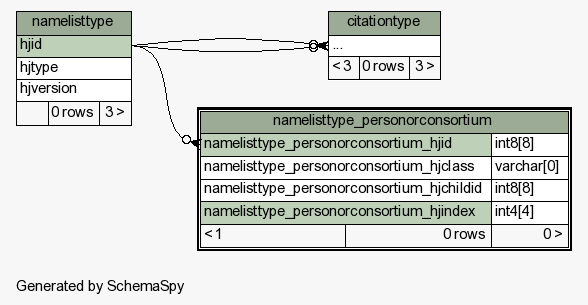 namelisttype
hjid
hjtype
hjversion
0 rows 3 >
citationtype
...
< 3 0 rows 3 >
namelisttype_personorconsortium
namelisttype_personorconsortium_hjid int8[8]
namelisttype_personorconsortium_hjclass varchar[0]
namelisttype_personorconsortium_hjchildid int8[8]
namelisttype_personorconsortium_hjindex int4[4]
< 1 0 rows 0 >
Generated by SchemaSpy